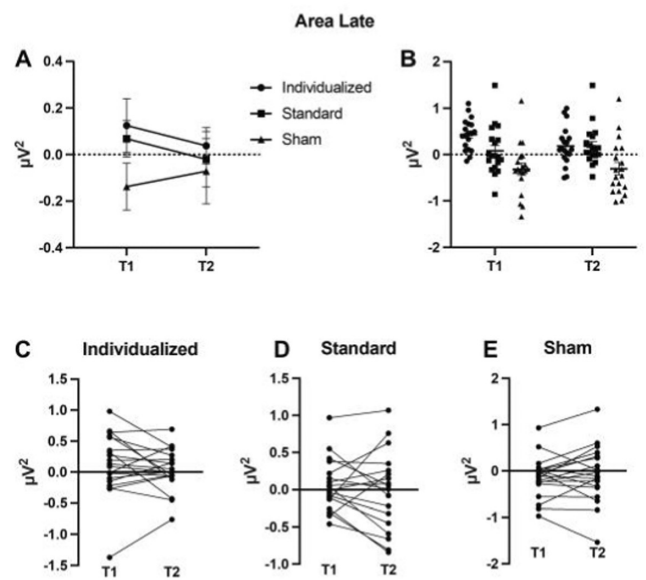 Area Late
A
B
Individualized
Standard
Sham
µV2
0.4
0.2
0.0
-0.2
-0.4
T1
T2
µV2
2
1
0
-1
-2
T1
T2
C
Individualized
D
Standard
E
Sham
µV2
1.5
1.0
0.5
0.0
-0.5
-1.0
-1.5
T1
T2
µV2
1.5
1.0
0.5
0.0
-0.5
-1.0
T1
T2
µV2
2
1
0
-1
-2
T1
T2